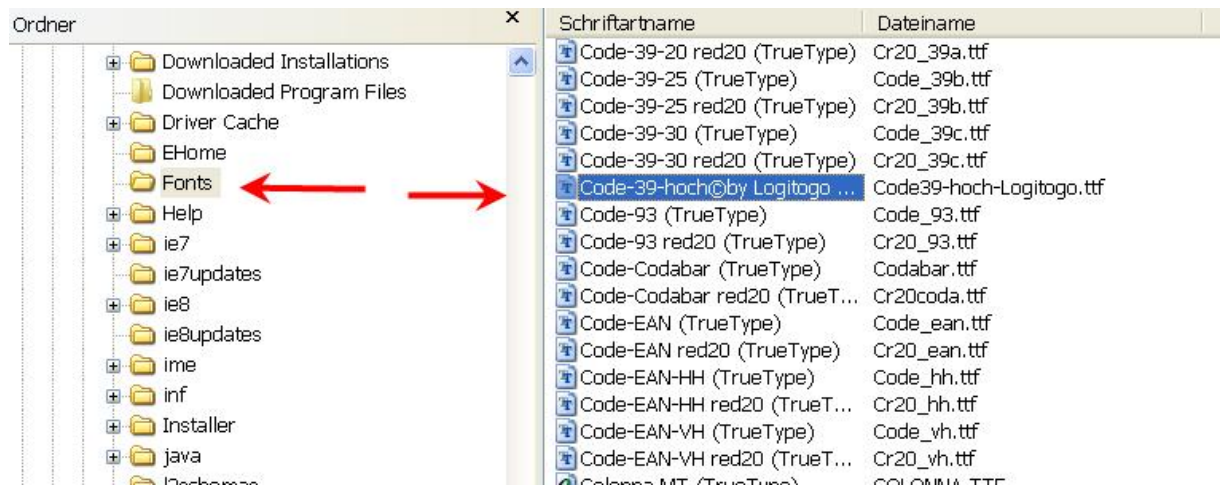 Ordner
Downloaded Installations
Downloaded Program Files
Driver Cache
EHome
Fonts
Help
ie7
ie7updates
ie8
ie8updates
ime
inf
Installer
java
Schriftartname Dateiname
Code-39-20 red20 (TrueType) Cr20_39a.ttf
Code-39-25 (TrueType) Code_39b.ttf
Code-39-25 red20 (TrueType) Cr20_39b.ttf
Code-39-30 (TrueType) Code_39c.ttf
Code-39-30 red20 (TrueType) Cr20_39c.ttf
Code-39-hoch©by Logitogo ... Code39-hoch-Logitogo.ttf
Code-93 (TrueType) Code_93.ttf
Code-93 red20 (TrueType) Cr20_93.ttf
Code-Codabar (TrueType) Codabar.ttf
Code-Codabar red20 (TrueT... Cr20coda.ttf
Code-EAN (TrueType) Code_ean.ttf
Code-EAN red20 (TrueType) Cr20_ean.ttf
Code-EAN-HH (TrueType) Code_hh.ttf
Code-EAN-HH red20 (TrueT... Cr20_hh.ttf
Code-EAN-VH (TrueType) Code_vh.ttf
Code-EAN-VH red20 (TrueT... Cr20_vh.ttf
Colonna MT (TrueType) COLONNA.TTF